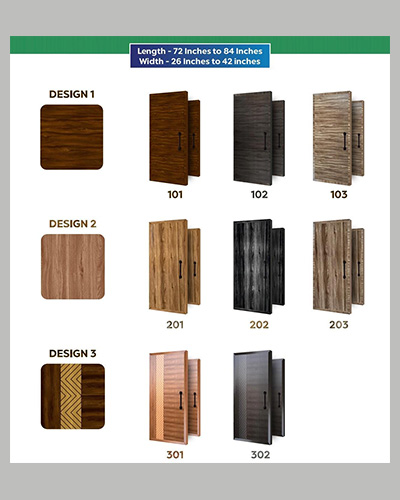 Length - 72 Inches to 84 Inches
Width - 26 Inches to 42 inches
DESIGN 1
101 102 103
DESIGN 2
201 202 203
DESIGN 3
301 302